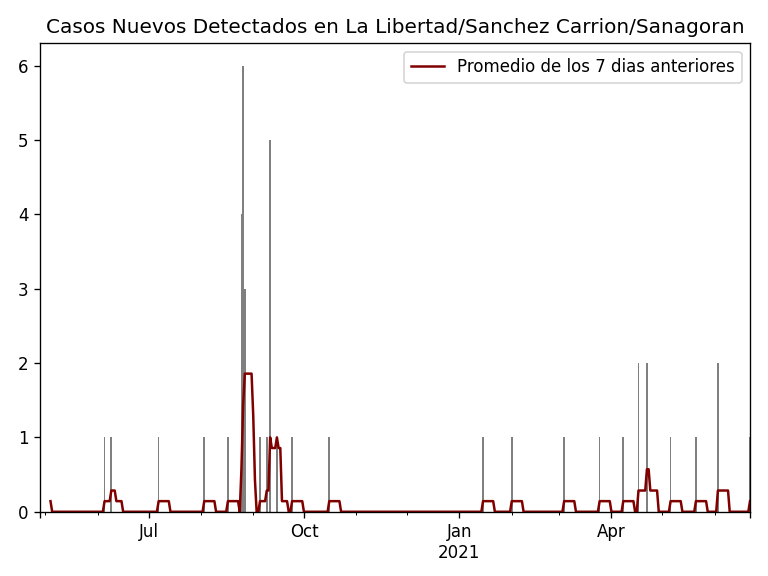 Casos Nuevos Detectados en La Libertad/Sanchez Carrion/Sanagoran
Promedio de los 7 dias anteriores
6
5
4
3
2
1
0
Jul Oct Jan Apr
2021